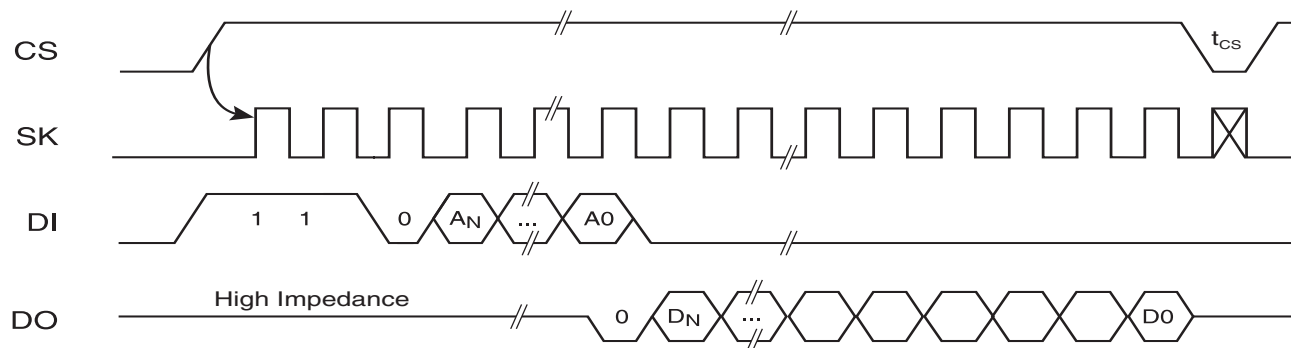 CS
t_CS
SK
DI 1 1 0 A_N ... A0
High Impedance
DO 0 D_N ... D0